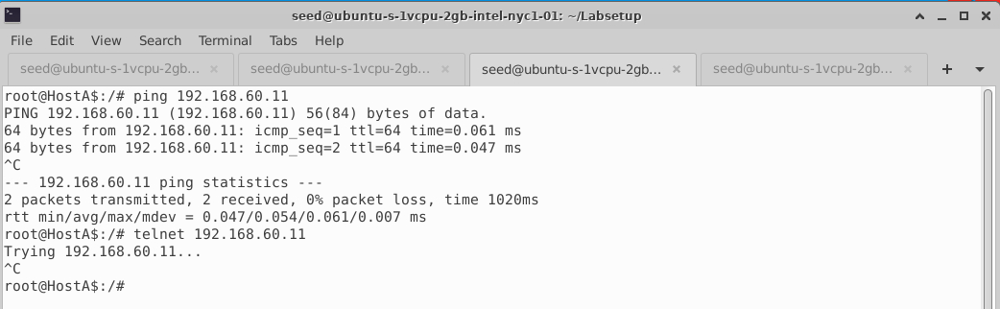 seed@ubuntu-s-1vcpu-2gb-intel-nyc1-01: ~/Labsetup
File Edit View Search Terminal Tabs Help
seed@ubuntu-s-1vcpu-2gb... × seed@ubuntu-s-1vcpu-2gb... × seed@ubuntu-s-1vcpu-2gb... × seed@ubuntu-s-1vcpu-2gb... ×
root@HostA$:/# ping 192.168.60.11
PING 192.168.60.11 (192.168.60.11) 56(84) bytes of data.
64 bytes from 192.168.60.11: icmp_seq=1 ttl=64 time=0.061 ms
64 bytes from 192.168.60.11: icmp_seq=2 ttl=64 time=0.047 ms
^C
--- 192.168.60.11 ping statistics ---
2 packets transmitted, 2 received, 0% packet loss, time 1020ms
rtt min/avg/max/mdev = 0.047/0.054/0.061/0.007 ms
root@HostA$:/# telnet 192.168.60.11
Trying 192.168.60.11...
^C
root@HostA$:/#